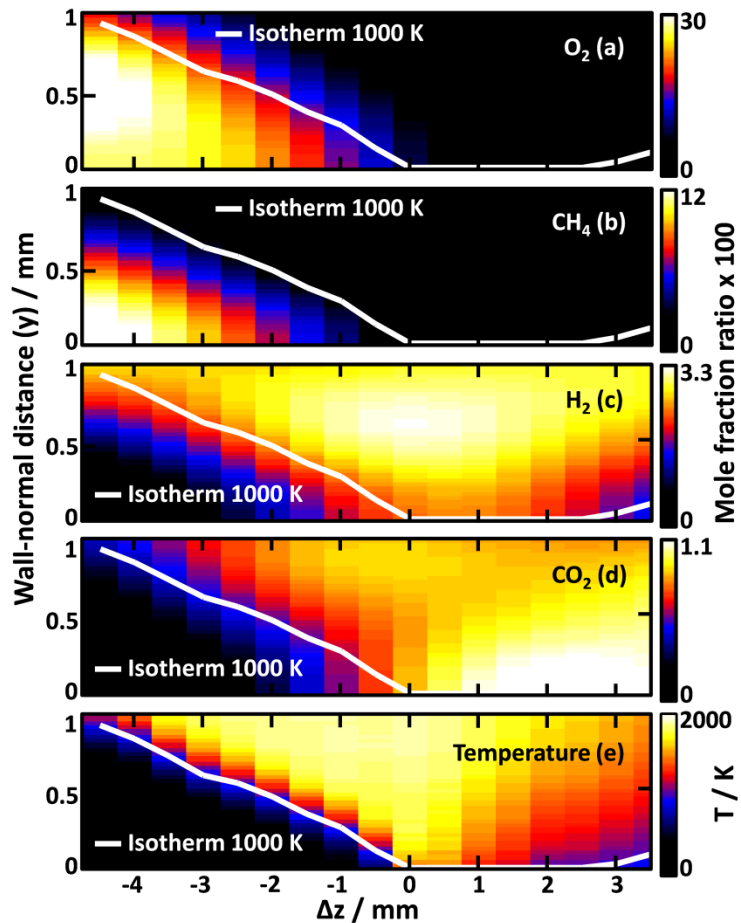 1
Isotherm 1000 K
O₂ (a)
30
0.5
0
0
Isotherm 1000 K
CH₄ (b)
12
1
0.5
0
0
1
H₂ (c)
3.3
0.5
Isotherm 1000 K
0
0
1
CO₂ (d)
1.1
0.5
Isotherm 1000 K
0
0
1
Temperature (e)
2000
0.5
Isotherm 1000 K
0
0
-4 -3 -2 -1 0 1 2 3
Δz / mm
Wall-normal distance (y) / mm
Mole fraction ratio x 100
T / K